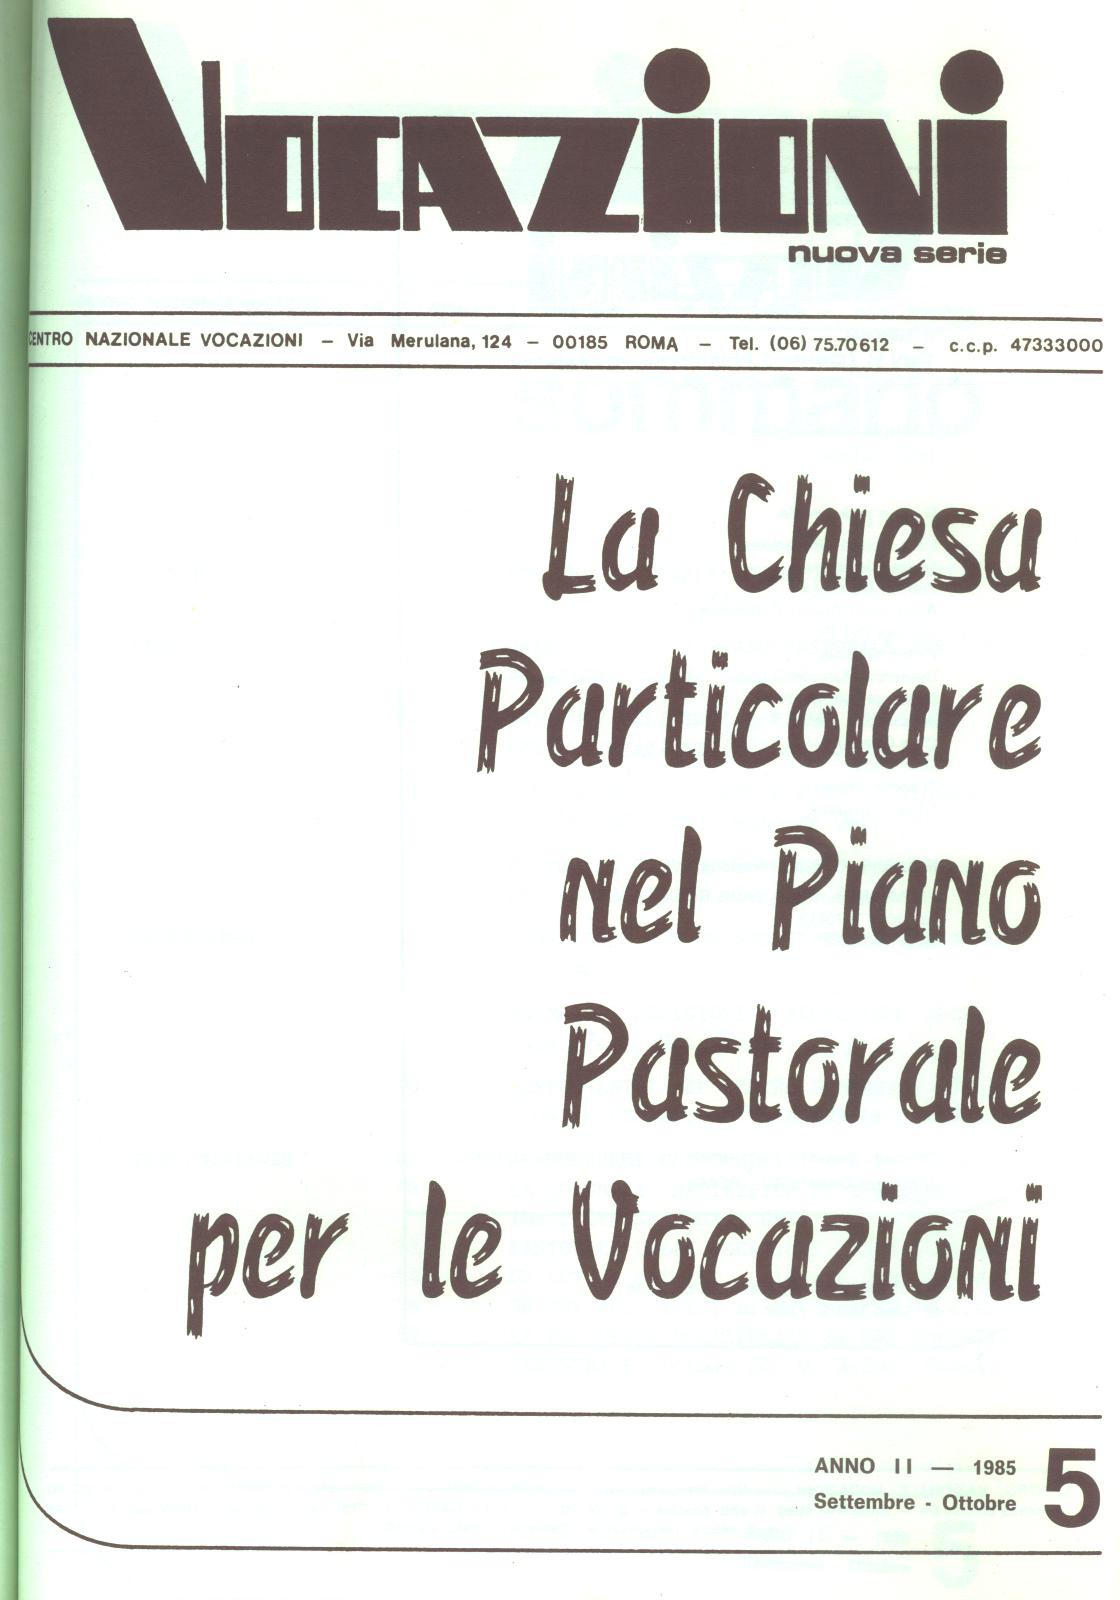 VOCAZIONI
nuova serie
CENTRO NAZIONALE VOCAZIONI – Via Merulana, 124 – 00185 ROMA – Tel. (06) 75.70612 – c.c.p. 47333000
La Chiesa
Particolare
nel Piano
Pastorale
per le Vocazioni
ANNO II — 1985
Settembre - Ottobre
5